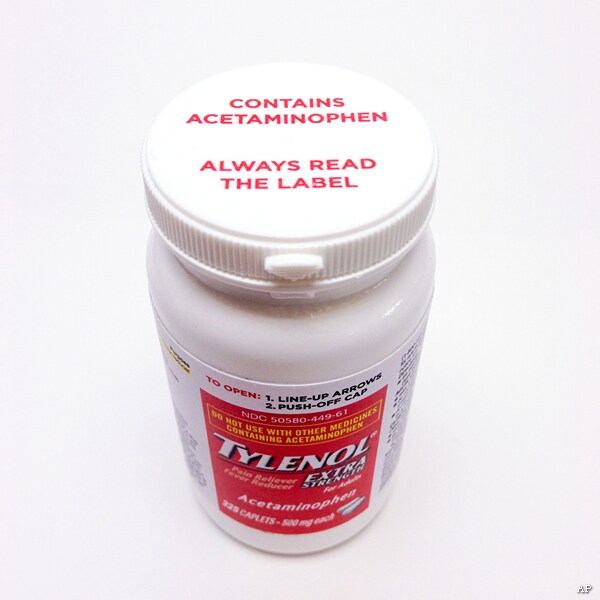 CONTAINS
ACETAMINOPHEN
ALWAYS READ
THE LABEL
TO OPEN: 1. LINE-UP ARROWS
2. PUSH-OFF CAP
NDC 50580-449-61
DO NOT USE WITH OTHER MEDICINES
CONTAINING ACETAMINOPHEN
TYLENOL®
Pain Reliever
Fever Reducer
EXTRA
STRENGTH
For Adults
Acetaminophen
225 CAPLETS - 500 mg each
AP